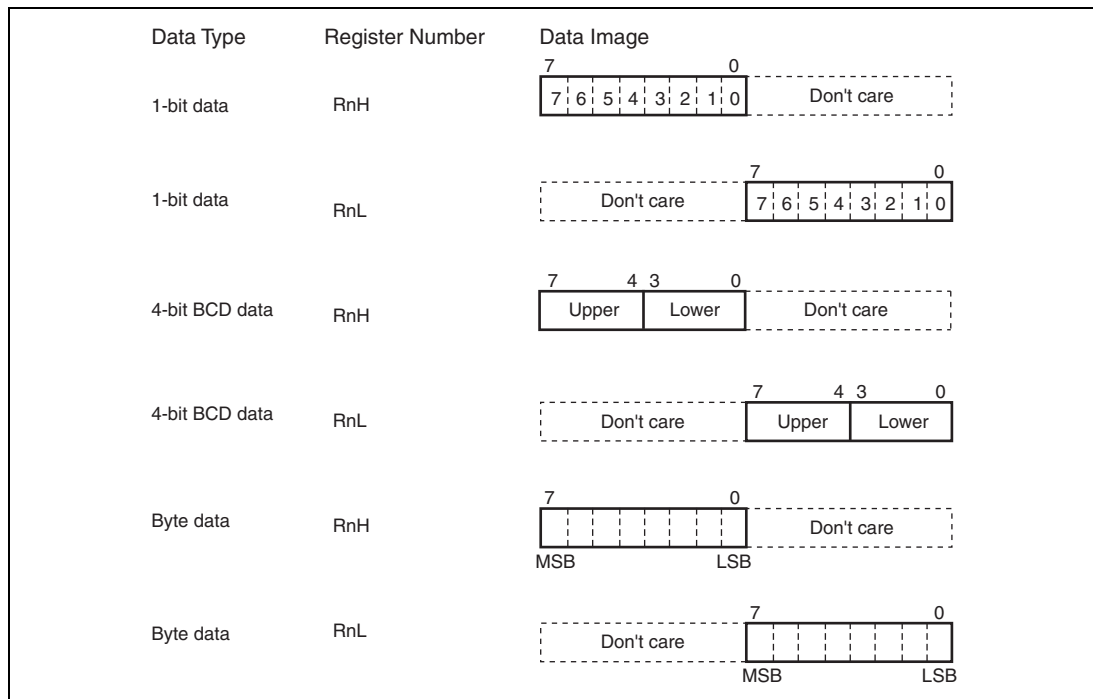 Data Type Register Number Data Image
7 0
1-bit data RnH 7 6 5 4 3 2 1 0 Don't care
7 0
1-bit data RnL Don't care 7 6 5 4 3 2 1 0
7 4 3 0
4-bit BCD data RnH Upper Lower Don't care
7 4 3 0
4-bit BCD data RnL Don't care Upper Lower
7 0
Byte data RnH Don't care
MSB LSB
7 0
Byte data RnL Don't care
MSB LSB